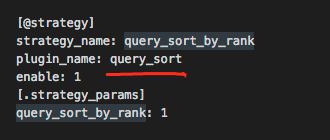 [@strategy]
strategy_name: query_sort_by_rank
plugin_name: query_sort
enable: 1
[.strategy_params]
query_sort_by_rank: 1